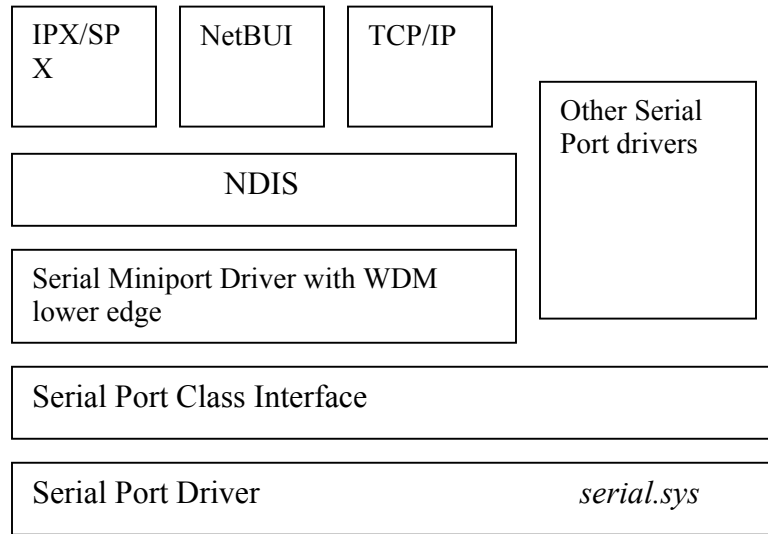 IPX/SP
X
NetBUI
TCP/IP
Other Serial
Port drivers
NDIS
Serial Miniport Driver with WDM
lower edge
Serial Port Class Interface
Serial Port Driver serial.sys